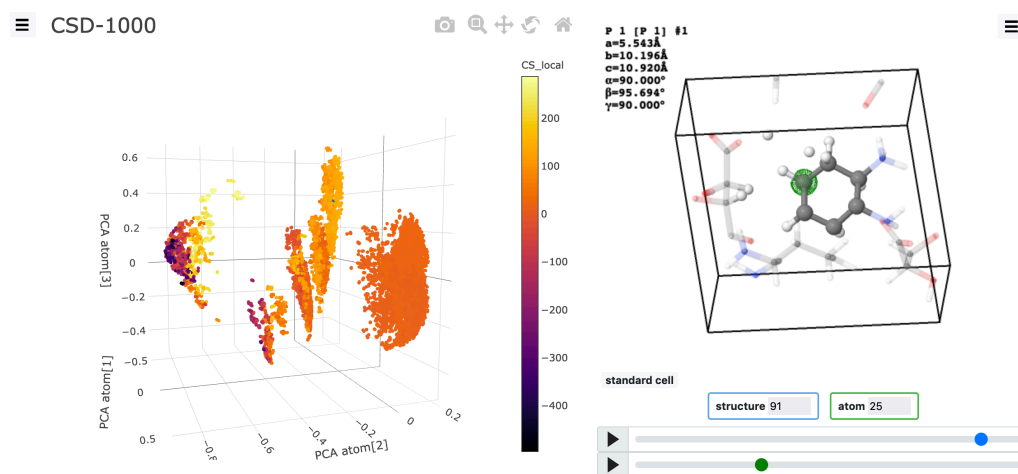 CSD-1000
CS_local
200
100
0
−100
−200
−300
−400
0.6
0.4
0.2
0
−0.2
−0.4
PCA atom[3]
−0.5
0
0.5
PCA atom[1]
−0.8
−0.6
−0.4
−0.2
0
0.2
PCA atom[2]
P 1 [P 1] #1
a=5.543Å
b=10.196Å
c=10.920Å
α=90.000°
β=95.694°
γ=90.000°
standard cell
structure 91
atom 25